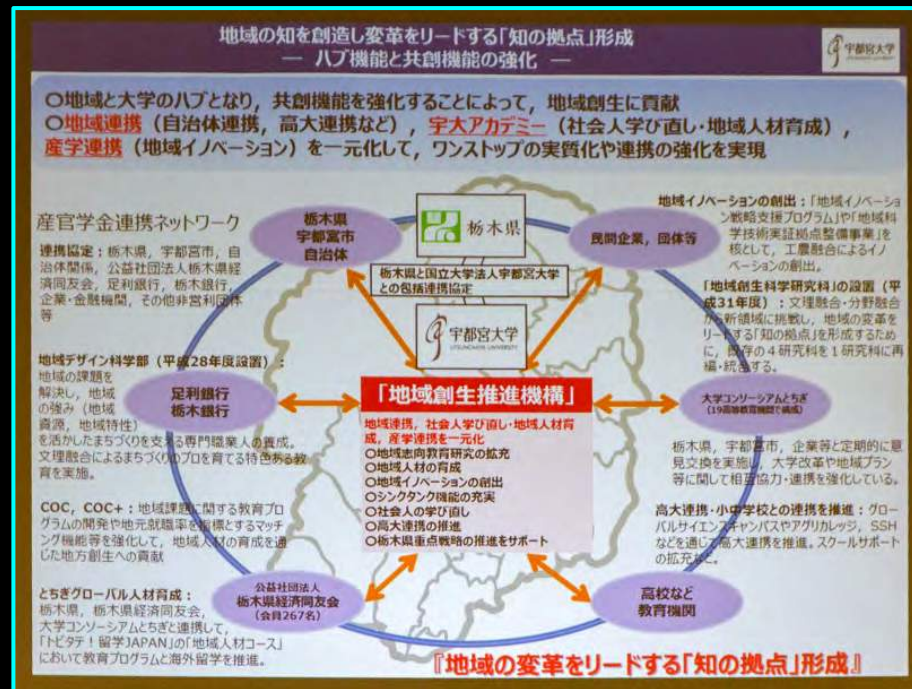 地域の知を創造し変革をリードする「知の拠点」形成
― ハブ機能と共創機能の強化 ―
宇都宮大学
〇地域と大学のハブとなり，共創機能を強化することによって，地域創生に貢献
〇地域連携（自治体連携，高大連携など），宇大アカデミー（社会人学び直し・地域人材育成），
産学連携（地域イノベーション）を一元化して，ワンストップの実質化や連携の強化を実現
産官学金連携ネットワーク
連携協定：栃木県，宇都宮市，自
治体関係，公益社団法人栃木県経
済同友会，足利銀行，栃木銀行，
企業・金融機関，その他非営利団体
等
栃木県
宇都宮市
自治体
栃木県
栃木県と国立大学法人宇都宮大学
との包括連携協定
宇都宮大学
UTSUNOMIYA UNIVERSITY
民間企業，団体等
地域イノベーションの創出：「地域イノベーショ
ン戦略支援プログラム」や「地域科
学技術実証拠点整備事業」を
核として，工農融合によるイノ
ベーションの創出。
「地域創生科学研究科」の設置（平
成31年度）：文理融合・分野融合
から新領域に挑戦し，地域の変革を
リードする「知の拠点」を形成するため
に，既存の４研究科を１研究科に再
編・統合する。
地域デザイン科学部（平成28年度設置）：
地域の課題を
解決し，地域
の強み（地域
資源，地域特性）
を活かしたまちづくりを支える専門職業人の養成。
文理融合によるまちづくりのプロを育てる特色ある教
育を実施。
足利銀行
栃木銀行
「地域創生推進機構」
地域連携，社会人学び直し・地域人材育
成，産学連携を一元化
〇地域志向教育研究の拡充
〇地域人材の育成
〇地域イノベーションの創出
〇シンクタンク機能の充実
〇社会人の学び直し
〇高大連携の推進
〇栃木県重点戦略の推進をサポート
大学コンソーシアムとちぎ
（19高等教育機関で構成）
栃木県，宇都宮市，企業等と定期的に意
見交換を実施し，大学改革や地域プラン
等に関して相互協力・連携を強化している。
COC，COC+：地域課題に関する教育プロ
グラムの開発や地元就職率を指標とするマッチ
ング機能等を強化して，地域人材の育成を通
じた地方創生への貢献
高大連携・小中学校との連携を推進：グロー
バルサイエンスキャンパスやアグリカレッジ，SSH
などを通じて高大連携を推進。スクールサポート
の拡充など。
とちぎグローバル人材育成：
栃木県，栃木県経済同友会，
大学コンソーシアムとちぎと連携して，
「トビタテ！留学JAPAN」の「地域人材コース」
において教育プログラムと海外留学を推進。
公益社団法人
栃木県経済同友会
（会員267名）
高校など
教育機関
『地域の変革をリードする「知の拠点」形成』